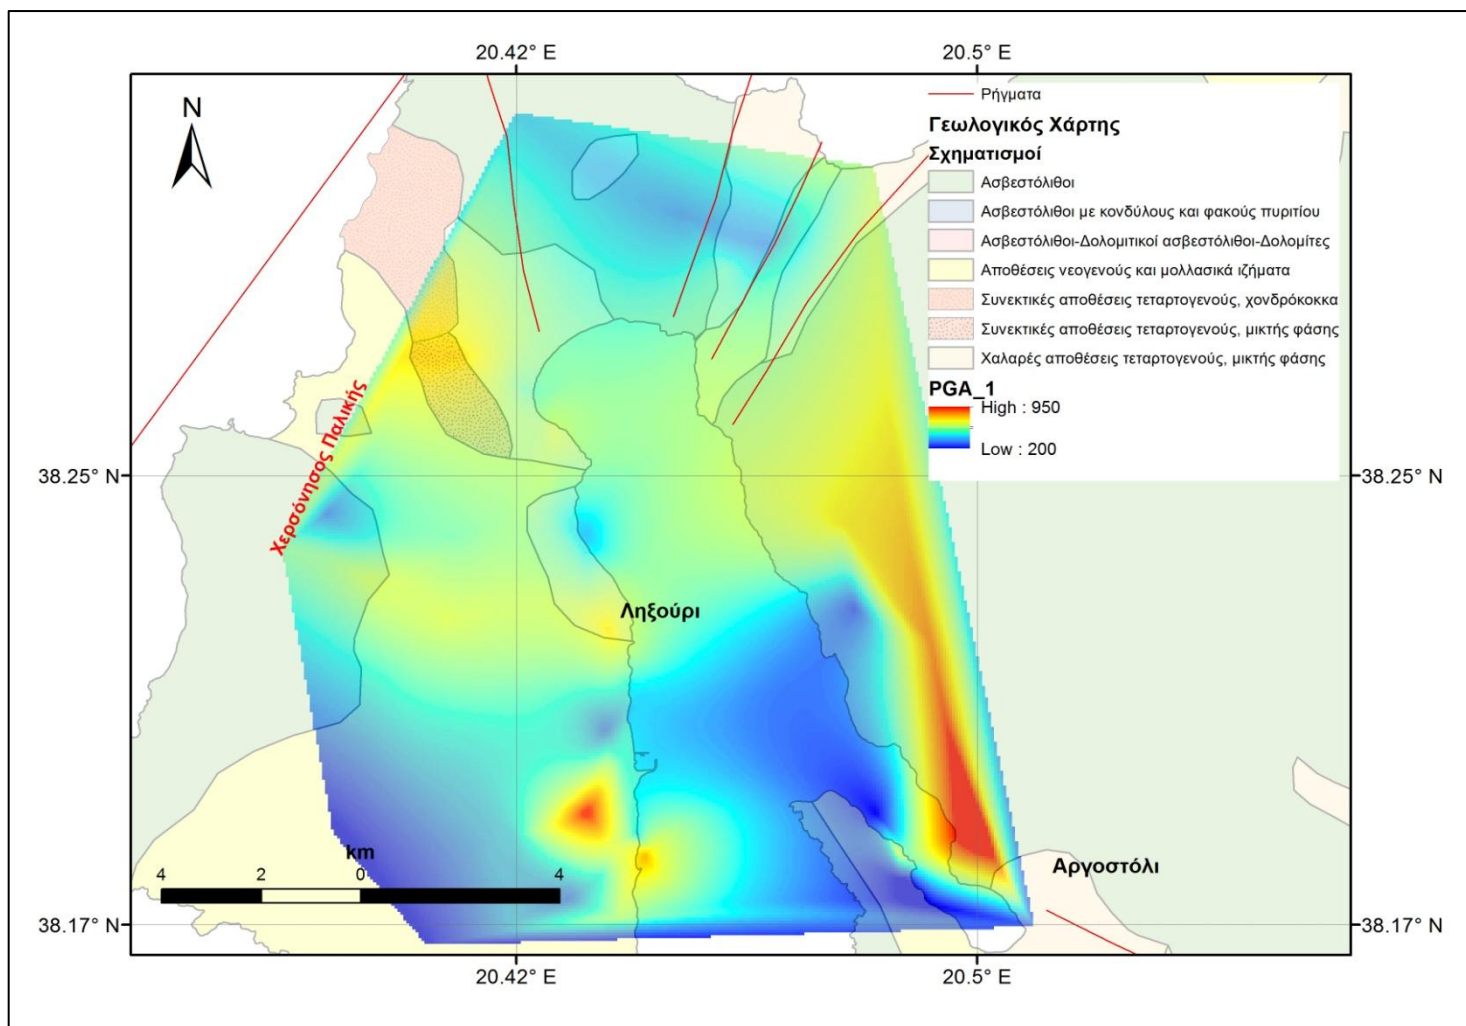 20.42° E
20.5° E
N
Ρήγματα
Γεωλογικός Χάρτης
Σχηματισμοί
Ασβεστόλιθοι
Ασβεστόλιθοι με κονδύλους και φακούς πυριτίου
Ασβεστόλιθοι-Δολομιτικοί ασβεστόλιθοι-Δολομίτες
Αποθέσεις νεογενούς και μολλασικά ιζήματα
Συνεκτικές αποθέσεις τεταρτογενούς, χονδρόκοκκα
Συνεκτικές αποθέσεις τεταρτογενούς, μικτής φάσης
Χαλαρές αποθέσεις τεταρτογενούς, μικτής φάσης
PGA_1
High : 950
Low : 200
Χερσόνησος Παλικής
38.25° N
38.25° N
Ληξούρι
km
4 2 0 4
Αργοστόλι
38.17° N
38.17° N
20.42° E
20.5° E